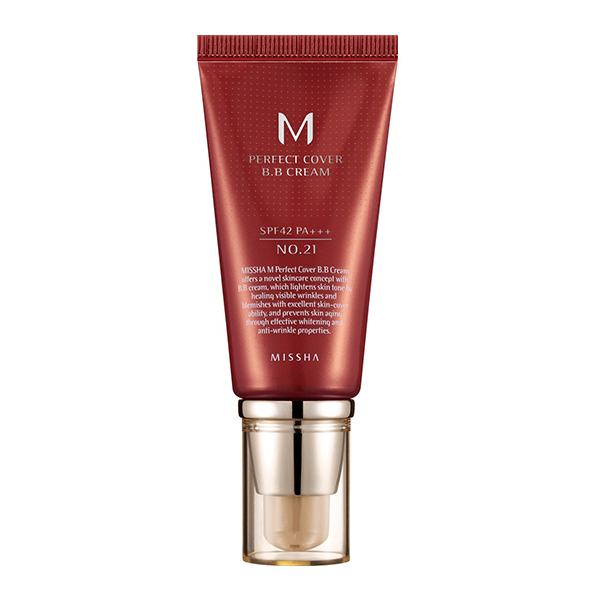 M
PERFECT COVER
B.B CREAM
SPF42 PA+++
NO.21
MISSHA M Perfect Cover B.B Cream
offers a novel skincare concept with
B.B cream, which lightens skin tone by
healing visible wrinkles and
blemishes with excellent skin-cover
ability, and prevents skin aging
through effective whitening and
anti-wrinkle properties.
MISSHA